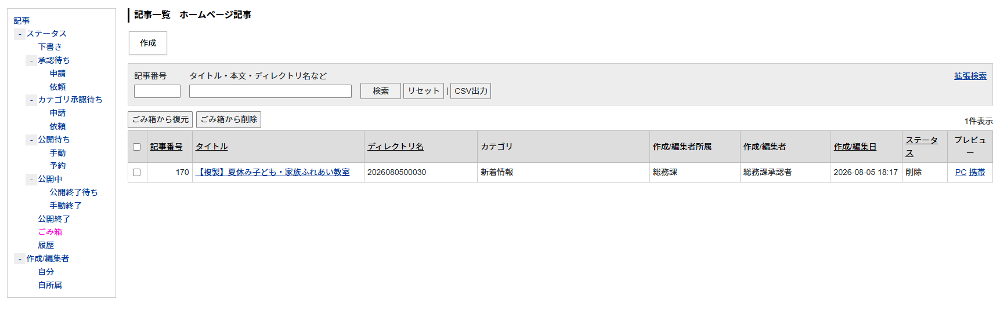 記事
- ステータス
下書き
- 承認待ち
申請
依頼
- カテゴリ承認待ち
申請
依頼
- 公開待ち
手動
予約
- 公開中
公開終了待ち
手動終了
公開終了
ごみ箱
履歴
- 作成/編集者
自分
自所属
記事一覧　ホームページ記事
作成
記事番号 タイトル・本文・ディレクトリ名など 拡張検索
検索 リセット | CSV出力
ごみ箱から復元 ごみ箱から削除 1件表示
記事番号 タイトル ディレクトリ名 カテゴリ 作成/編集者所属 作成/編集者 作成/編集日 ステータス プレビュー
170 【複製】夏休み子ども・家族ふれあい教室 2026080500030 新着情報 総務課 総務課承認者 2026-08-05 18:17 削除 PC 携帯